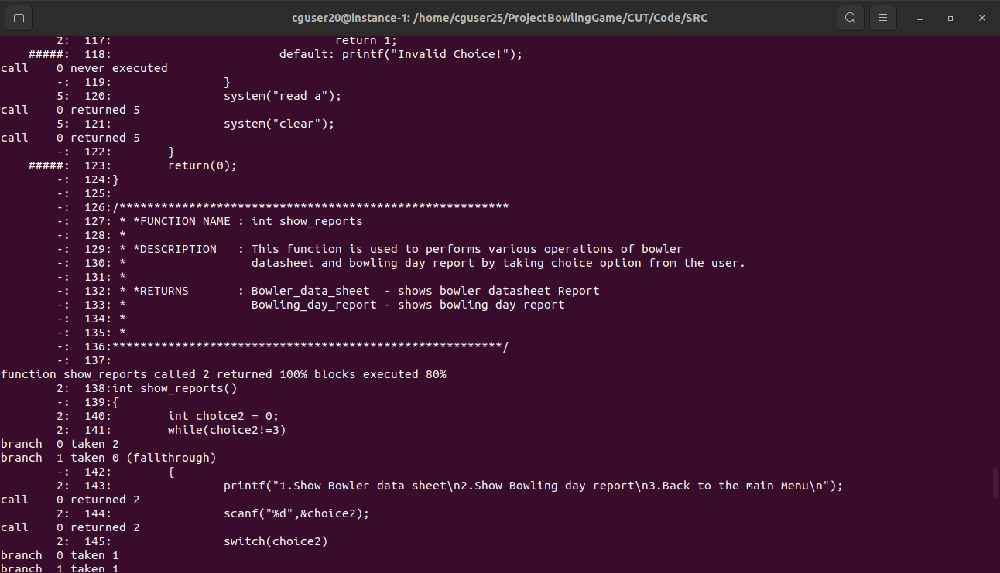 cguser20@instance-1: /home/cguser25/ProjectBowlingGame/CUT/Code/SRC
        2:  117:                                return 1;
    #####:  118:                        default: printf("Invalid Choice!");
call    0 never executed
        -:  119:                }
        5:  120:                system("read a");
call    0 returned 5
        5:  121:                system("clear");
call    0 returned 5
        -:  122:        }
    #####:  123:        return(0);
        -:  124:}
        -:  125:
        -:  126:/********************************************************
        -:  127: * *FUNCTION NAME : int show_reports
        -:  128: *
        -:  129: * *DESCRIPTION   : This function is used to performs various operations of bowler
        -:  130: *                  datasheet and bowling day report by taking choice option from the user.
        -:  131: *
        -:  132: * *RETURNS       : Bowler_data_sheet  - shows bowler datasheet Report
        -:  133: *                  Bowling_day_report - shows bowling day report
        -:  134: *
        -:  135: *
        -:  136:********************************************************/
        -:  137:
function show_reports called 2 returned 100% blocks executed 80%
        2:  138:int show_reports()
        -:  139:{
        2:  140:        int choice2 = 0;
        2:  141:        while(choice2!=3)
branch  0 taken 2
branch  1 taken 0 (fallthrough)
        -:  142:        {
        2:  143:                printf("1.Show Bowler data sheet\n2.Show Bowling day report\n3.Back to the main Menu\n");
call    0 returned 2
        2:  144:                scanf("%d",&choice2);
call    0 returned 2
        2:  145:                switch(choice2)
branch  0 taken 1
branch  1 taken 1